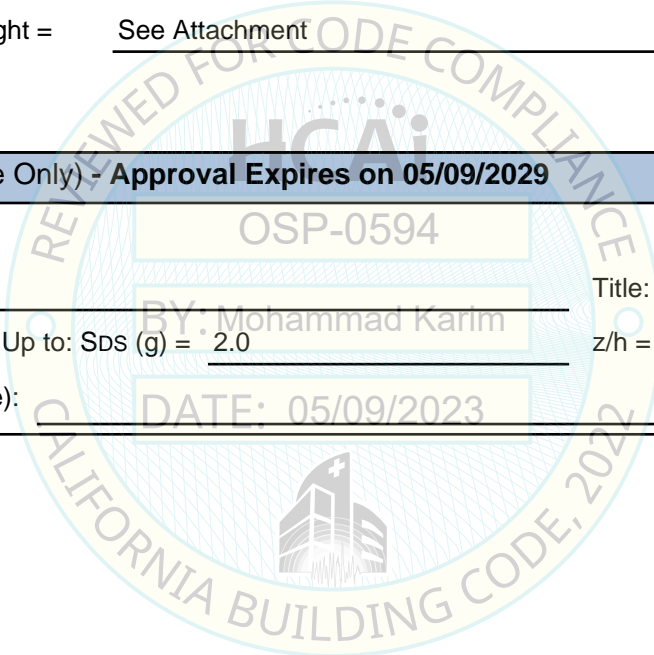 ght = See Attachment
REVIEWED FOR CODE COMPLIANCE
HCAi
e Only) - Approval Expires on 05/09/2029
OSP-0594
Title:
BY: Mohammad Karim
Up to: SDS (g) = 2.0 z/h =
e):
DATE: 05/09/2023
CALIFORNIA BUILDING CODE, 2022